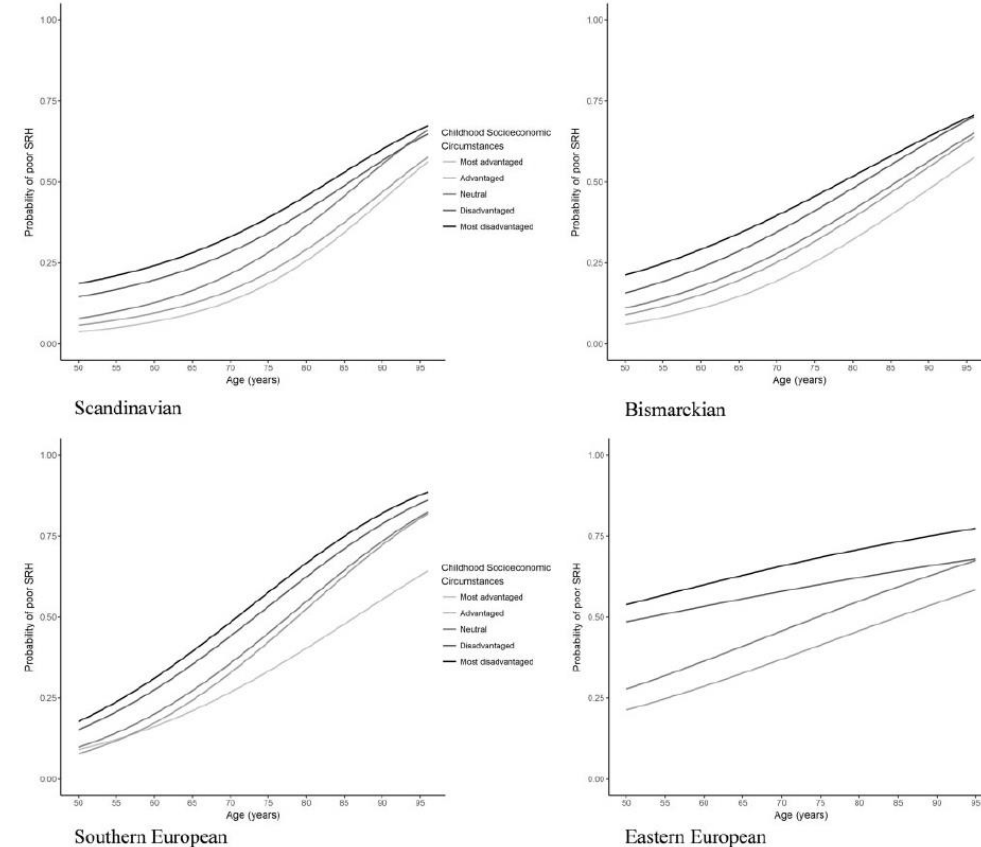 1.00
0.75
0.50
0.25
0.00
Probability of poor SRH
50 55 60 65 70 75 80 85 90 95
Age (years)
Childhood Socioeconomic
Circumstances
Most advantaged
Advantaged
Neutral
Disadvantaged
Most disadvantaged
Scandinavian
1.00
0.75
0.50
0.25
0.00
Probability of poor SRH
50 55 60 65 70 75 80 85 90 95
Age (years)
Bismarckian
1.00
0.75
0.50
0.25
0.00
Probability of poor SRH
50 55 60 65 70 75 80 85 90 95
Age (years)
Childhood Socioeconomic
Circumstances
Most advantaged
Advantaged
Neutral
Disadvantaged
Most disadvantaged
Southern European
1.00
0.75
0.50
0.25
0.00
Probability of poor SRH
50 55 60 65 70 75 80 85 90 95
Age (years)
Eastern European